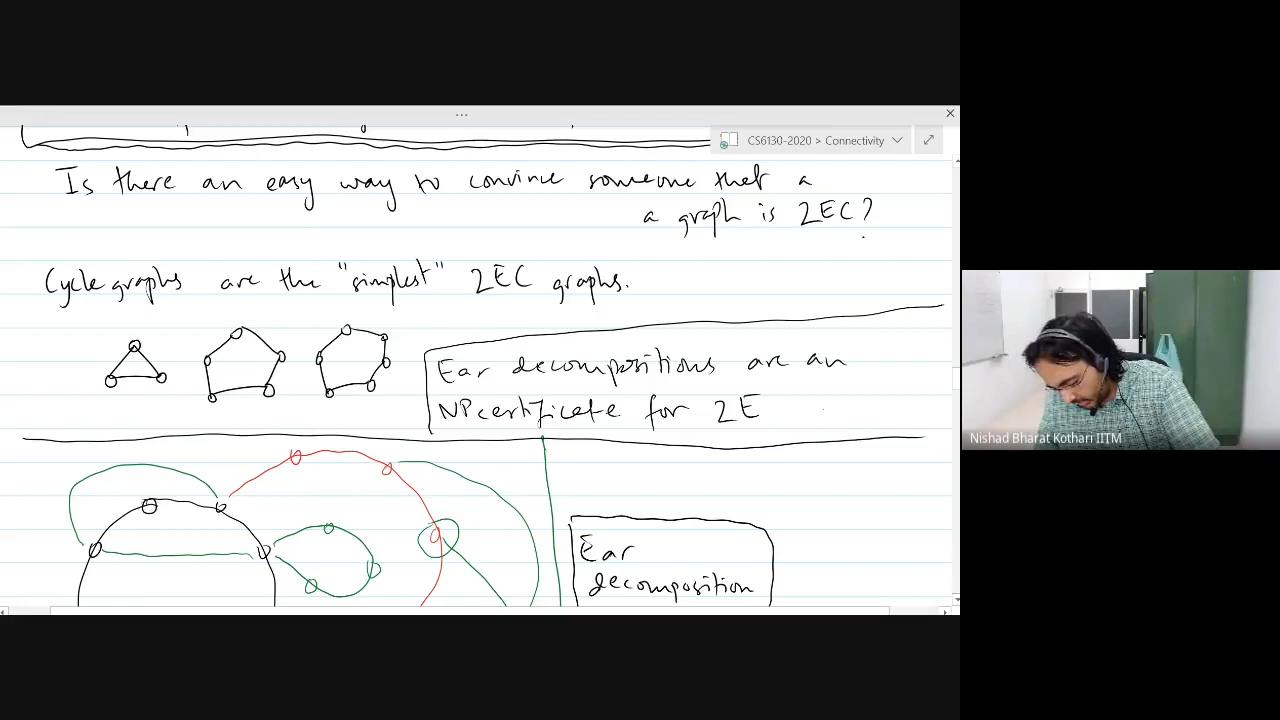 CS6130-2020 > Connectivity
Is there an easy way to convince someone that a
a graph is 2EC?
Cycle graphs are the "simplest" 2EC graphs.
Ear decompositions are an
NP certificate for 2E
Nishad Bharat Kothari IITM
Ear
decomposition